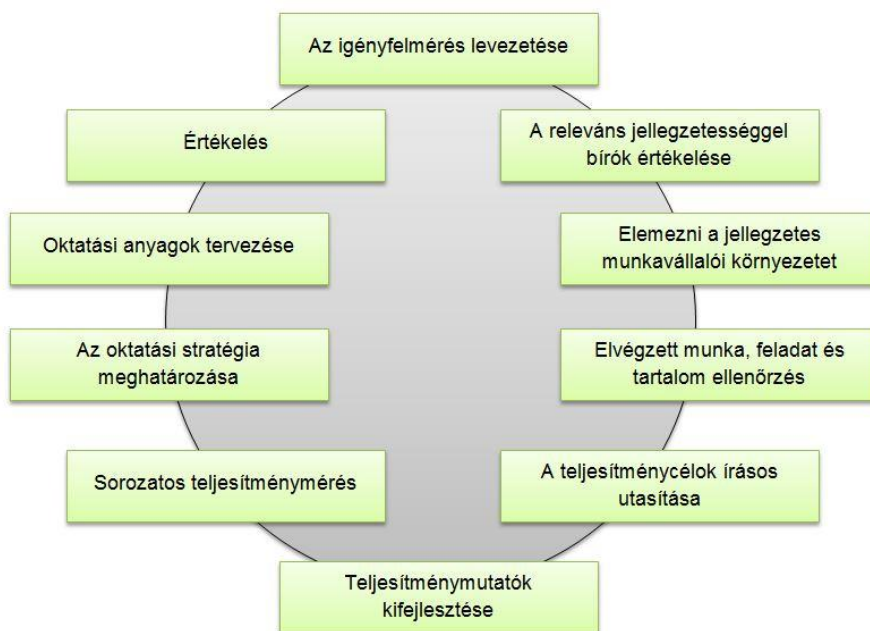 Az igényfelmérés levezetése
A releváns jellegzetességgel
bírók értékelése
Elemezni a jellegzetes
munkavállalói környezetet
Elvégzett munka, feladat és
tartalom ellenőrzés
A teljesítménycélok írásos
utasítása
Teljesítménymutatók
kifejlesztése
Sorozatos teljesítménymérés
Az oktatási stratégia
meghatározása
Oktatási anyagok tervezése
Értékelés